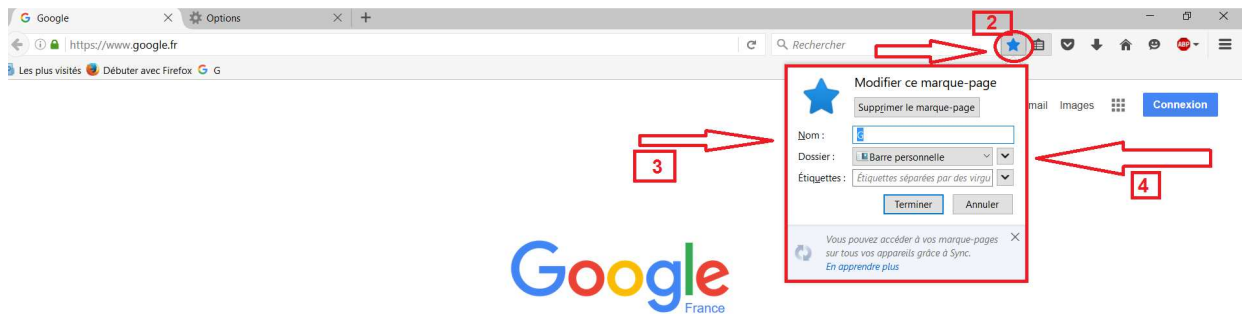 Google
Options
2
https://www.google.fr
Rechercher
ABP
Les plus visités Débuter avec Firefox G G
Modifier ce marque-page
Supprimer le marque-page
mail Images Connexion
3
Nom : G
Dossier : Barre personnelle
Étiquettes : Étiquettes séparées par des virgu
4
Terminer Annuler
Vous pouvez accéder à vos marque-pages
sur tous vos appareils grâce à Sync.
En apprendre plus
Google
France